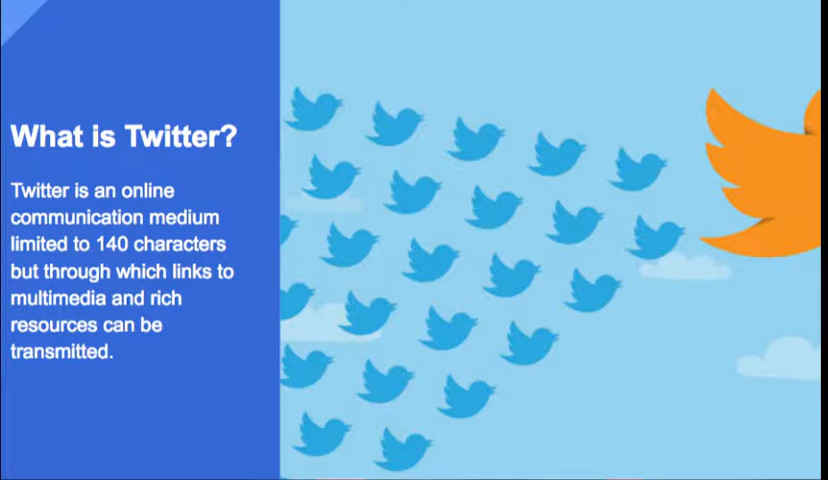 What is Twitter?
Twitter is an online
communication medium
limited to 140 characters
but through which links to
multimedia and rich
resources can be
transmitted.